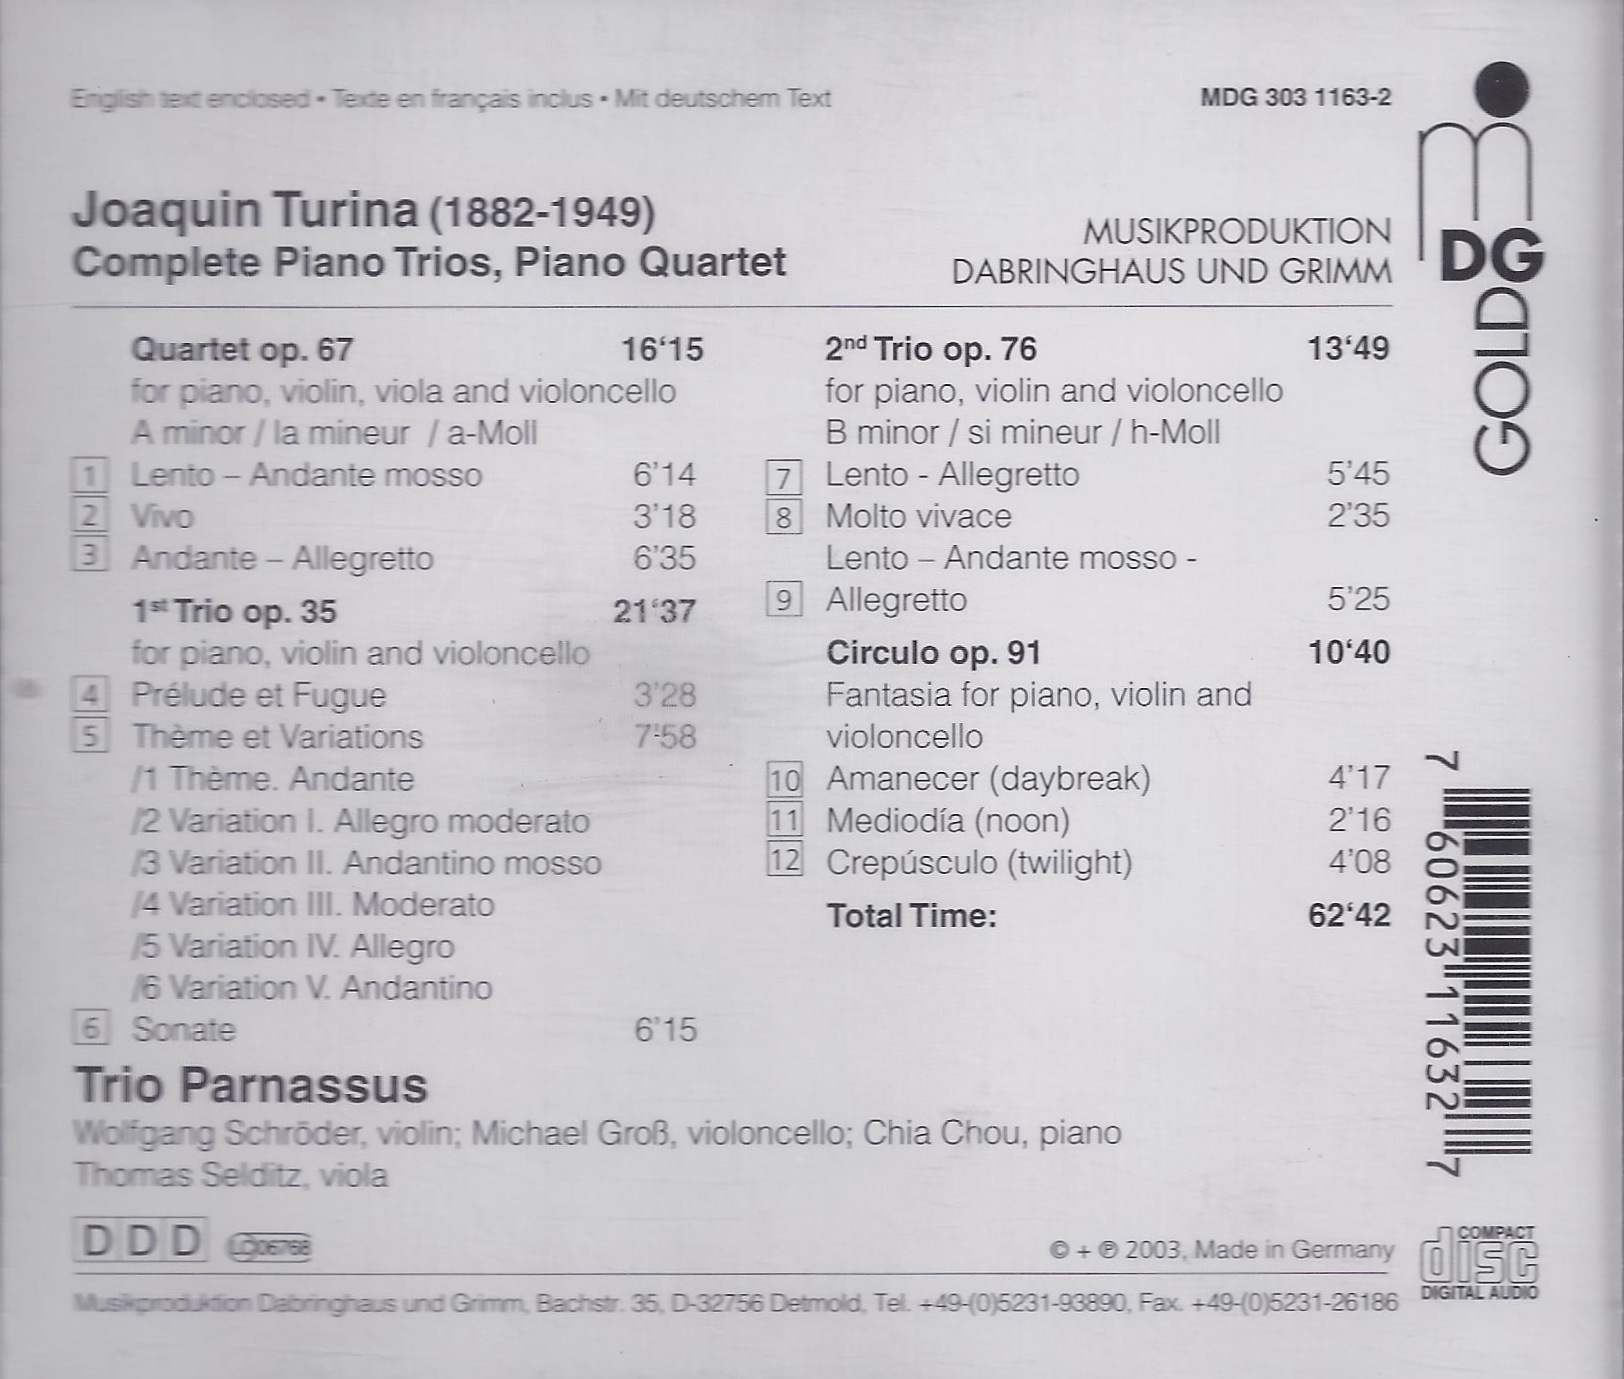 English text enclosed • Texte en français inclus • Mit deutschem Text
MDG 303 1163-2
Joaquin Turina (1882-1949)
Complete Piano Trios, Piano Quartet
MUSIKPRODUKTION
DABRINGHAUS UND GRIMM
DG
GOLD
Quartet op. 67 16‘15
for piano, violin, viola and violoncello
A minor / la mineur / a-Moll
1 Lento – Andante mosso 6’14
2 Vivo 3’18
3 Andante – Allegretto 6’35
1st Trio op. 35 21‘37
for piano, violin and violoncello
4 Prélude et Fugue 3’28
5 Thème et Variations 7’58
/1 Thème. Andante
/2 Variation I. Allegro moderato
/3 Variation II. Andantino mosso
/4 Variation III. Moderato
/5 Variation IV. Allegro
/6 Variation V. Andantino
6 Sonate 6’15
2nd Trio op. 76 13‘49
for piano, violin and violoncello
B minor / si mineur / h-Moll
7 Lento - Allegretto 5’45
8 Molto vivace 2’35
Lento – Andante mosso -
9 Allegretto 5’25
Circulo op. 91 10‘40
Fantasia for piano, violin and
violoncello
10 Amanecer (daybreak) 4’17
11 Mediodía (noon) 2’16
12 Crepúsculo (twilight) 4’08
Total Time: 62‘42
Trio Parnassus
Wolfgang Schröder, violin; Michael Groß, violoncello; Chia Chou, piano
Thomas Selditz, viola
DDD LC 06768
© + ℗ 2003, Made in Germany
Musikproduktion Dabringhaus und Grimm, Bachstr. 35, D-32756 Detmold, Tel. +49-(0)5231-93890, Fax. +49-(0)5231-26186
7 60623 11632 7
COMPACT
disc
DIGITAL AUDIO